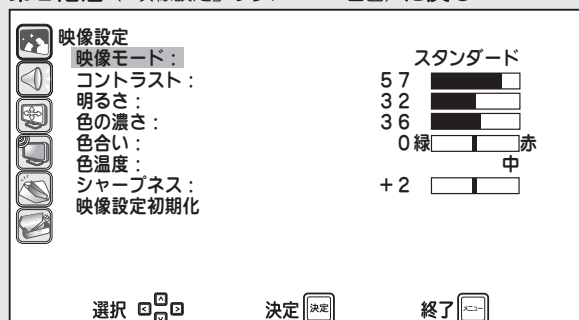 映像設定
映像モード： スタンダード
コントラスト： 57
明るさ： 32
色の濃さ： 36
色合い： 0 緑 赤
色温度： 中
シャープネス： +2
映像設定初期化
選択 決定 決定 終了 メニュー